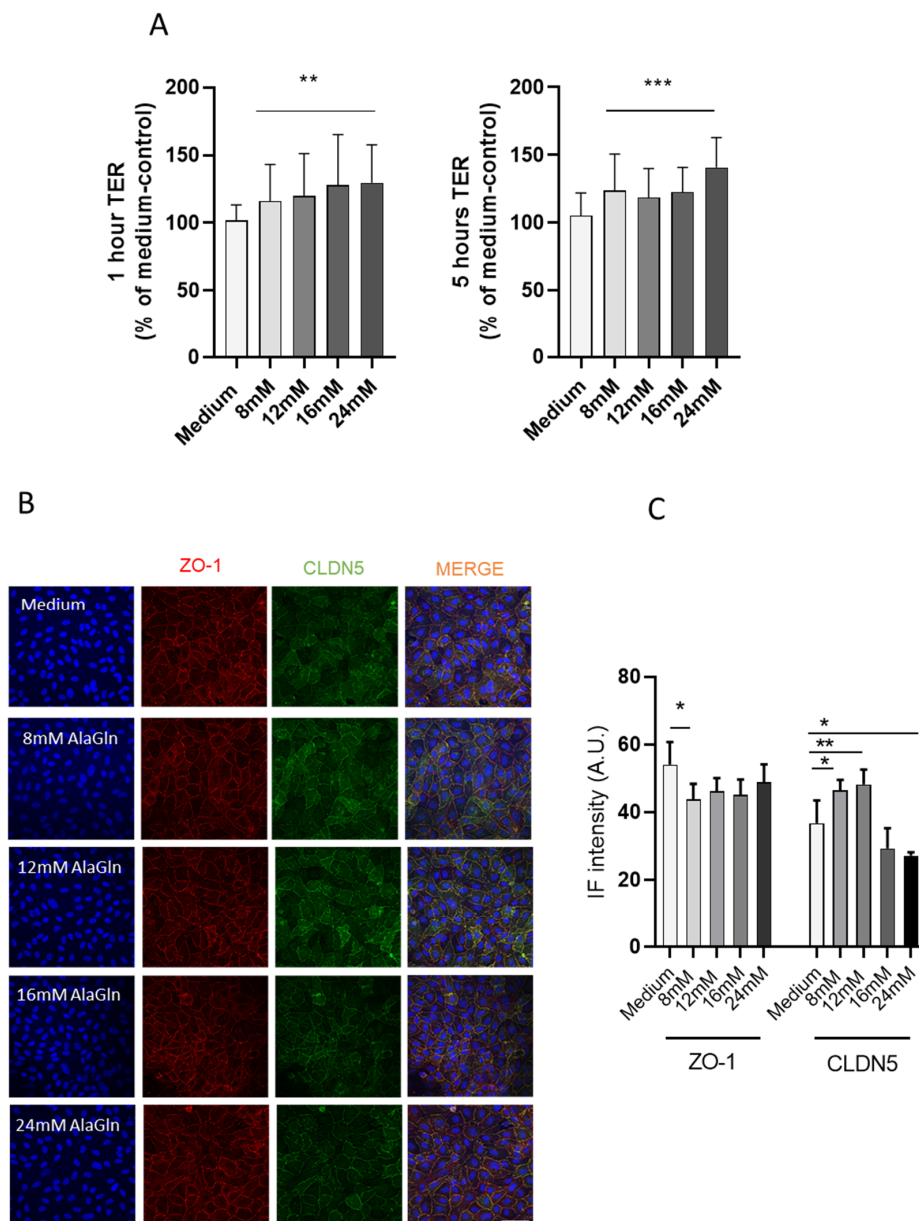 A
1 hour TER
(% of medium-control)
200
150
100
50
0
**
Medium
8mM
12mM
16mM
24mM
5 hours TER
(% of medium-control)
200
150
100
50
0
***
Medium
8mM
12mM
16mM
24mM
B
ZO-1 CLDN5 MERGE
Medium
8mM AlaGln
12mM AlaGln
16mM AlaGln
24mM AlaGln
C
IF intensity (A.U.)
80
60
40
20
0
*
*
**
*
Medium
8mM
12mM
16mM
24mM
Medium
8mM
12mM
16mM
24mM
ZO-1 CLDN5